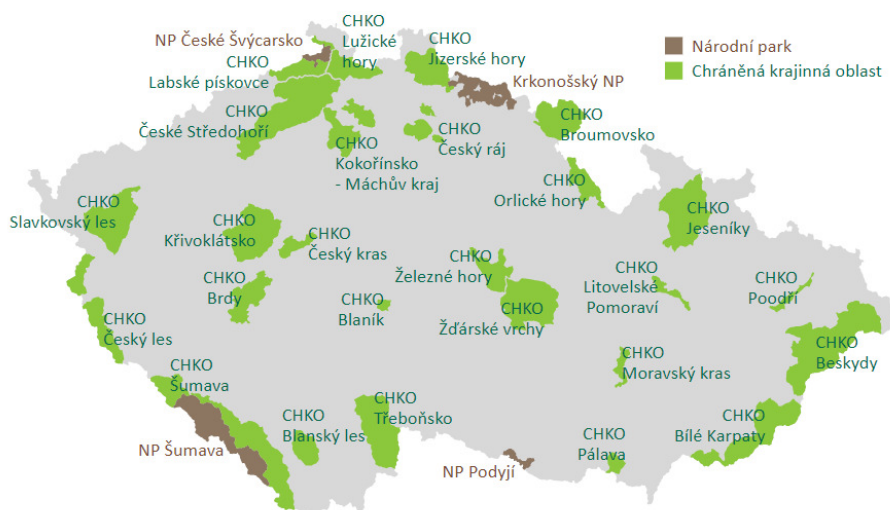 NP České Švýcarsko
CHKO
Lužické
hory
CHKO
Jizerské hory
Národní park
Chráněná krajinná oblast
CHKO
Labské pískovce
Krkonošský NP
CHKO
České Středohoří
CHKO
Kokořínsko
- Máchův kraj
CHKO
Český ráj
CHKO
Broumovsko
CHKO
Orlické hory
CHKO
Slavkovský les
CHKO
Křivoklátsko
CHKO
Český kras
CHKO
Jeseníky
CHKO
Železné hory
CHKO
Litovelské
Pomoraví
CHKO
Poodří
CHKO
Brdy
CHKO
Blaník
CHKO
Žďárské vrchy
CHKO
Český les
CHKO
Moravský kras
CHKO
Beskydy
CHKO
Šumava
CHKO
Třeboňsko
CHKO
Blanský les
CHKO
Bílé Karpaty
CHKO
Pálava
NP Šumava
NP Podyjí